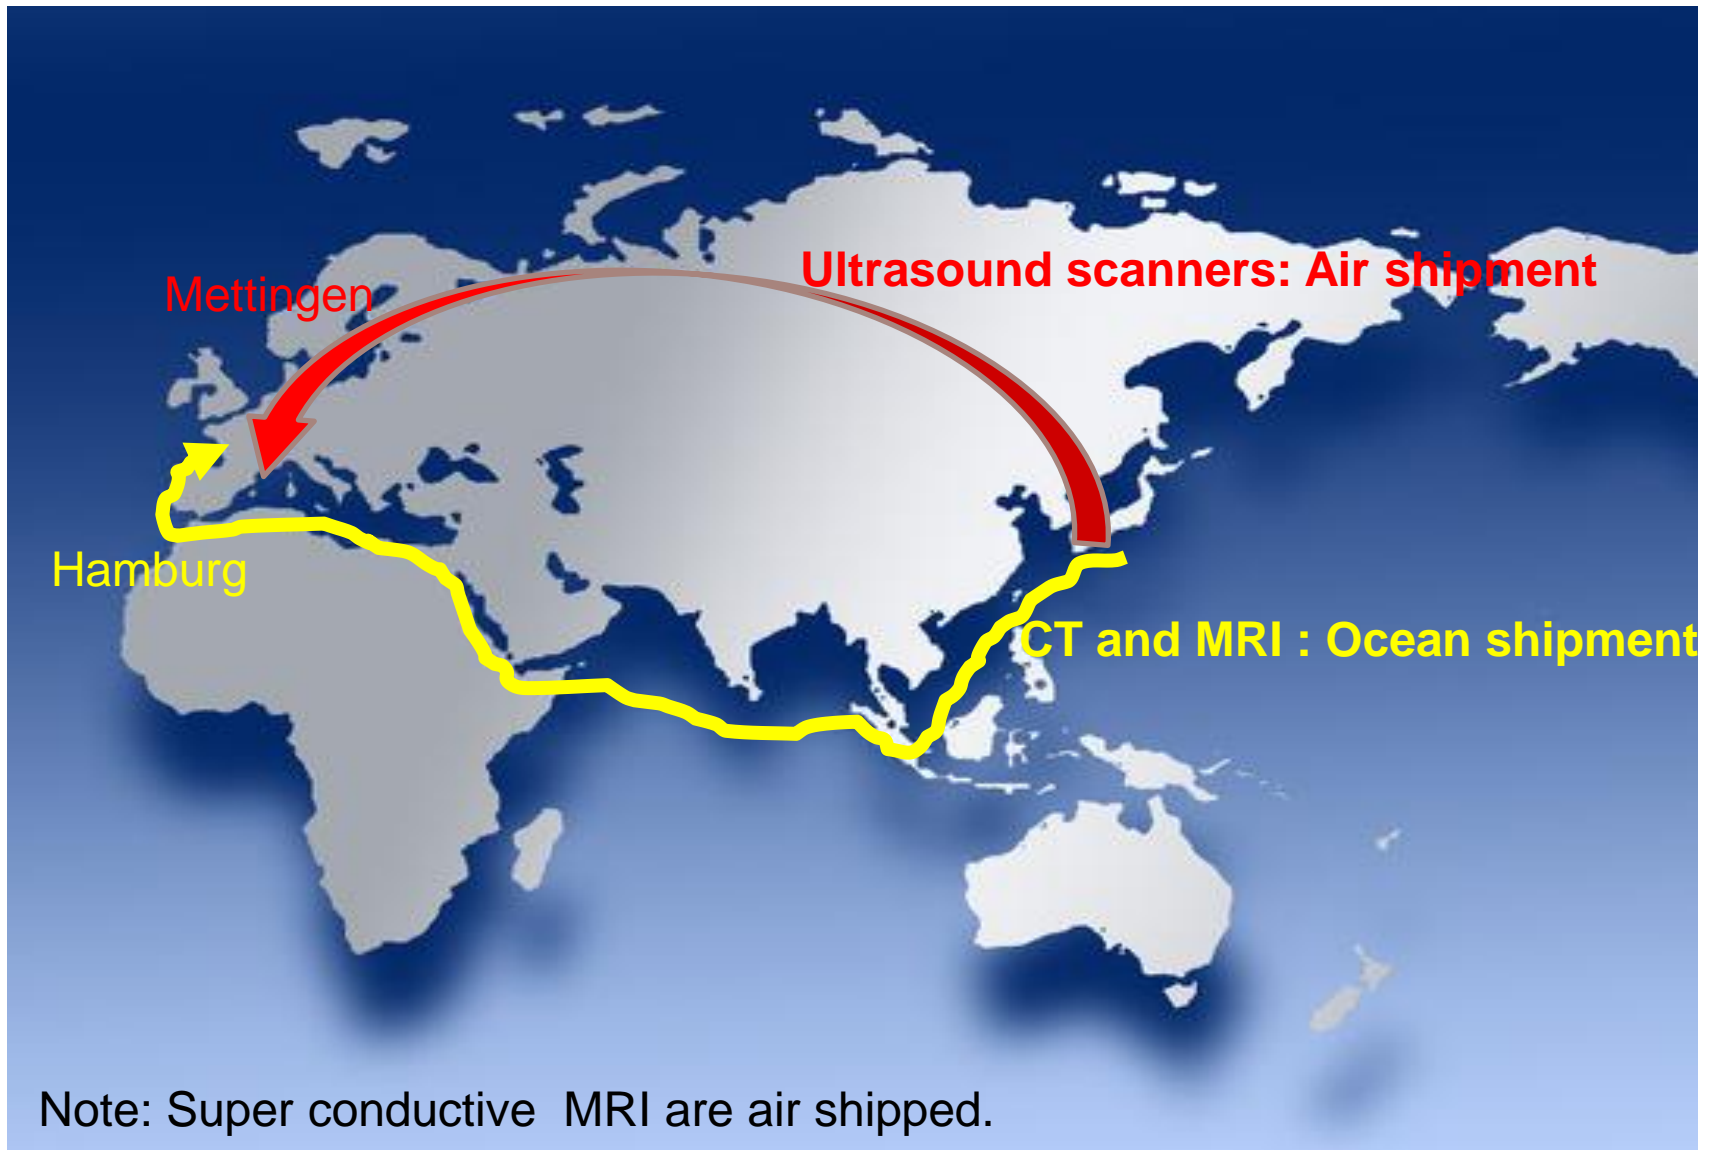 Ultrasound scanners: Air shipment
Mettingen
Hamburg
CT and MRI : Ocean shipment
Note: Super conductive  MRI are air shipped.